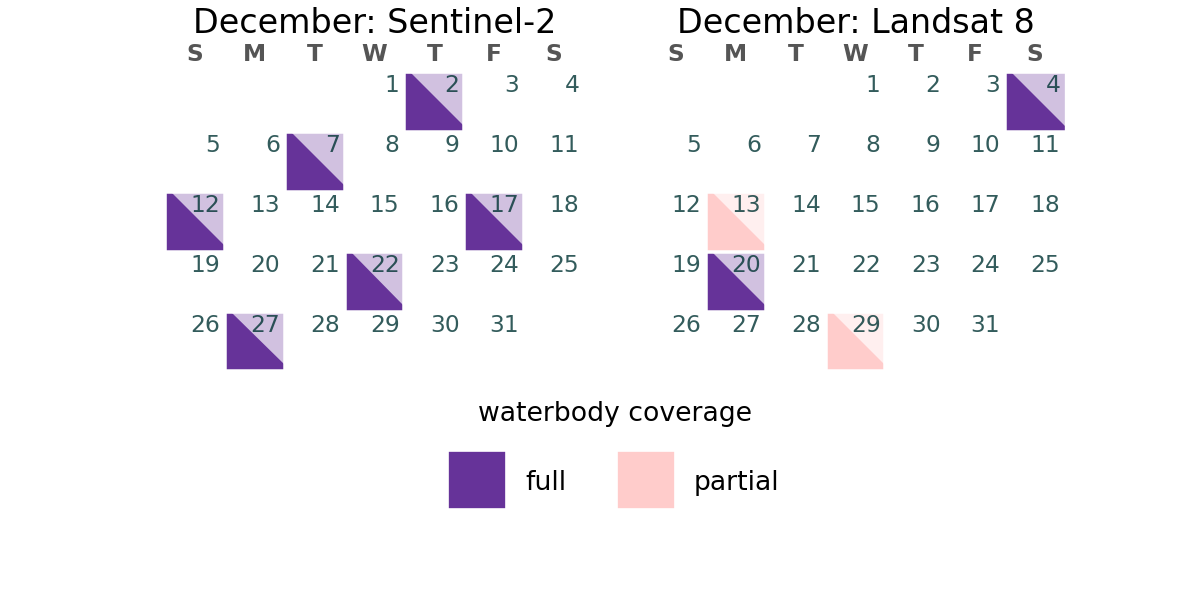 December: Sentinel-2
S M T W T F S
1 2 3 4
5 6 7 8 9 10 11
12 13 14 15 16 17 18
19 20 21 22 23 24 25
26 27 28 29 30 31
December: Landsat 8
S M T W T F S
1 2 3 4
5 6 7 8 9 10 11
12 13 14 15 16 17 18
19 20 21 22 23 24 25
26 27 28 29 30 31
waterbody coverage
full
partial